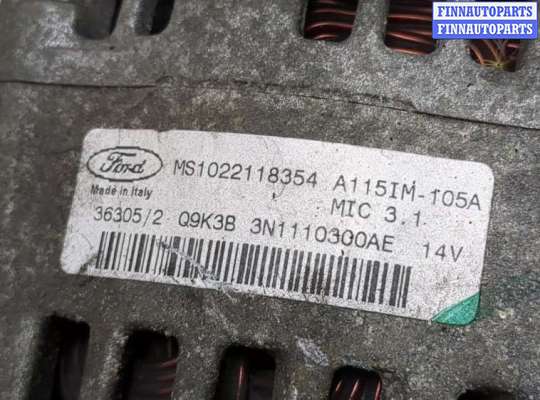 FINNAUTOPARTS
FINNAUTOPARTS
Ford MS1022118354 A115IM-105A
Made in Italy MIC 3.1
36305/2 Q9K3B 3N1110300AE 14V